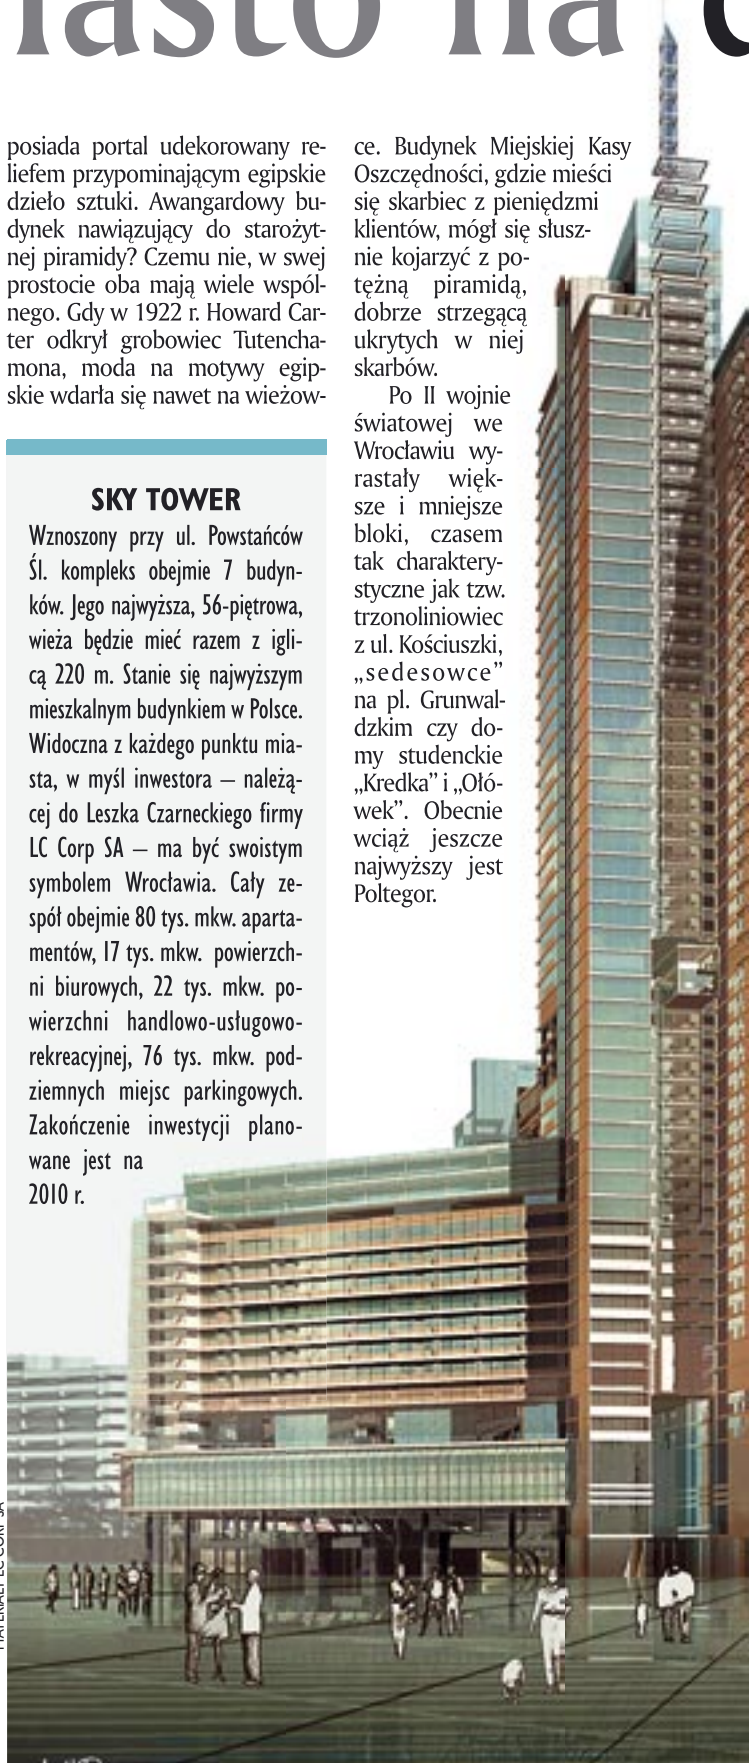 iasto na
posiada portal udekorowany re-
liefem przypominającym egipskie
dzieło sztuki. Awangardowy bu-
dynek nawiązujący do starożyt-
nej piramidy? Czemu nie, w swej
prostocie oba mają wiele wspól-
nego. Gdy w 1922 r. Howard Car-
ter odkrył grobowiec Tutencha-
mona, moda na motywy egip-
skie wdarła się nawet na wieżow-
ce. Budynek Miejskiej Kasy
Oszczędności, gdzie mieści
się skarbiec z pieniędzmi
klientów, mógł się słusz-
nie kojarzyć z po-
tężną piramidą,
dobrze strzegącą
ukrytych w niej
skarbów.
Po II wojnie
światowej we
Wrocławiu wy-
rastały więk-
sze i mniejsze
bloki, czasem
tak charaktery-
styczne jak tzw.
trzonoliniowiec
z ul. Kościuszki,
„sedesowce”
na pl. Grunwal-
dzkim czy do-
my studenckie
„Kredka” i „Ołó-
wek”. Obecnie
wciąż jeszcze
najwyższy jest
Poltegor.
SKY TOWER
Wznoszony przy ul. Powstańców
Śl. kompleks obejmie 7 budyn-
ków. Jego najwyższa, 56-piętrowa,
wieża będzie mieć razem z igli-
cą 220 m. Stanie się najwyższym
mieszkalnym budynkiem w Polsce.
Widoczna z każdego punktu mia-
sta, w myśl inwestora – należą-
cej do Leszka Czarneckiego firmy
LC Corp SA – ma być swoistym
symbolem Wrocławia. Cały ze-
spół obejmie 80 tys. mkw. aparta-
mentów, 17 tys. mkw. powierzch-
ni biurowych, 22 tys. mkw. po-
wierzchni handlowo-usługowo-
rekreacyjnej, 76 tys. mkw. pod-
ziemnych miejsc parkingowych.
Zakończenie inwestycji plano-
wane jest na
2010 r.